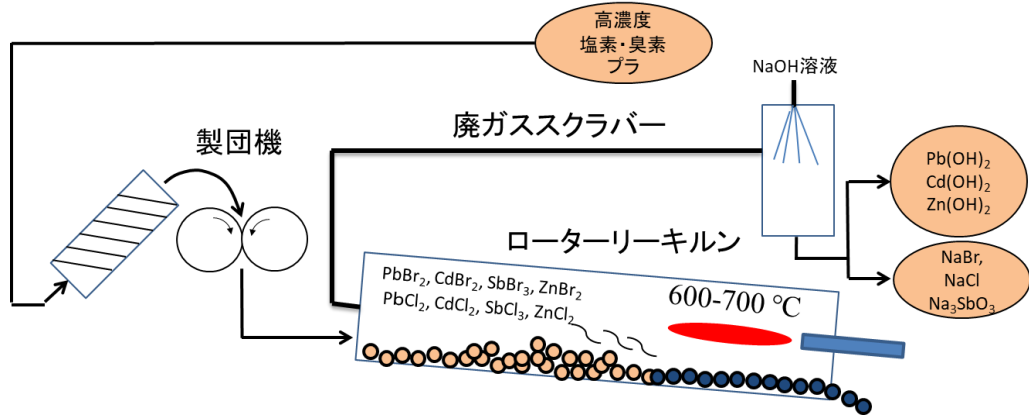 高濃度
塩素・臭素
プラ
NaOH溶液
廃ガススクラバー
製団機
Pb(OH)₂
Cd(OH)₂
Zn(OH)₂
ローターリーキルン
NaBr,
NaCl
Na₃SbO₃
PbBr₂, CdBr₂, SbBr₃, ZnBr₂
PbCl₂, CdCl₂, SbCl₃, ZnCl₂
600-700 ℃